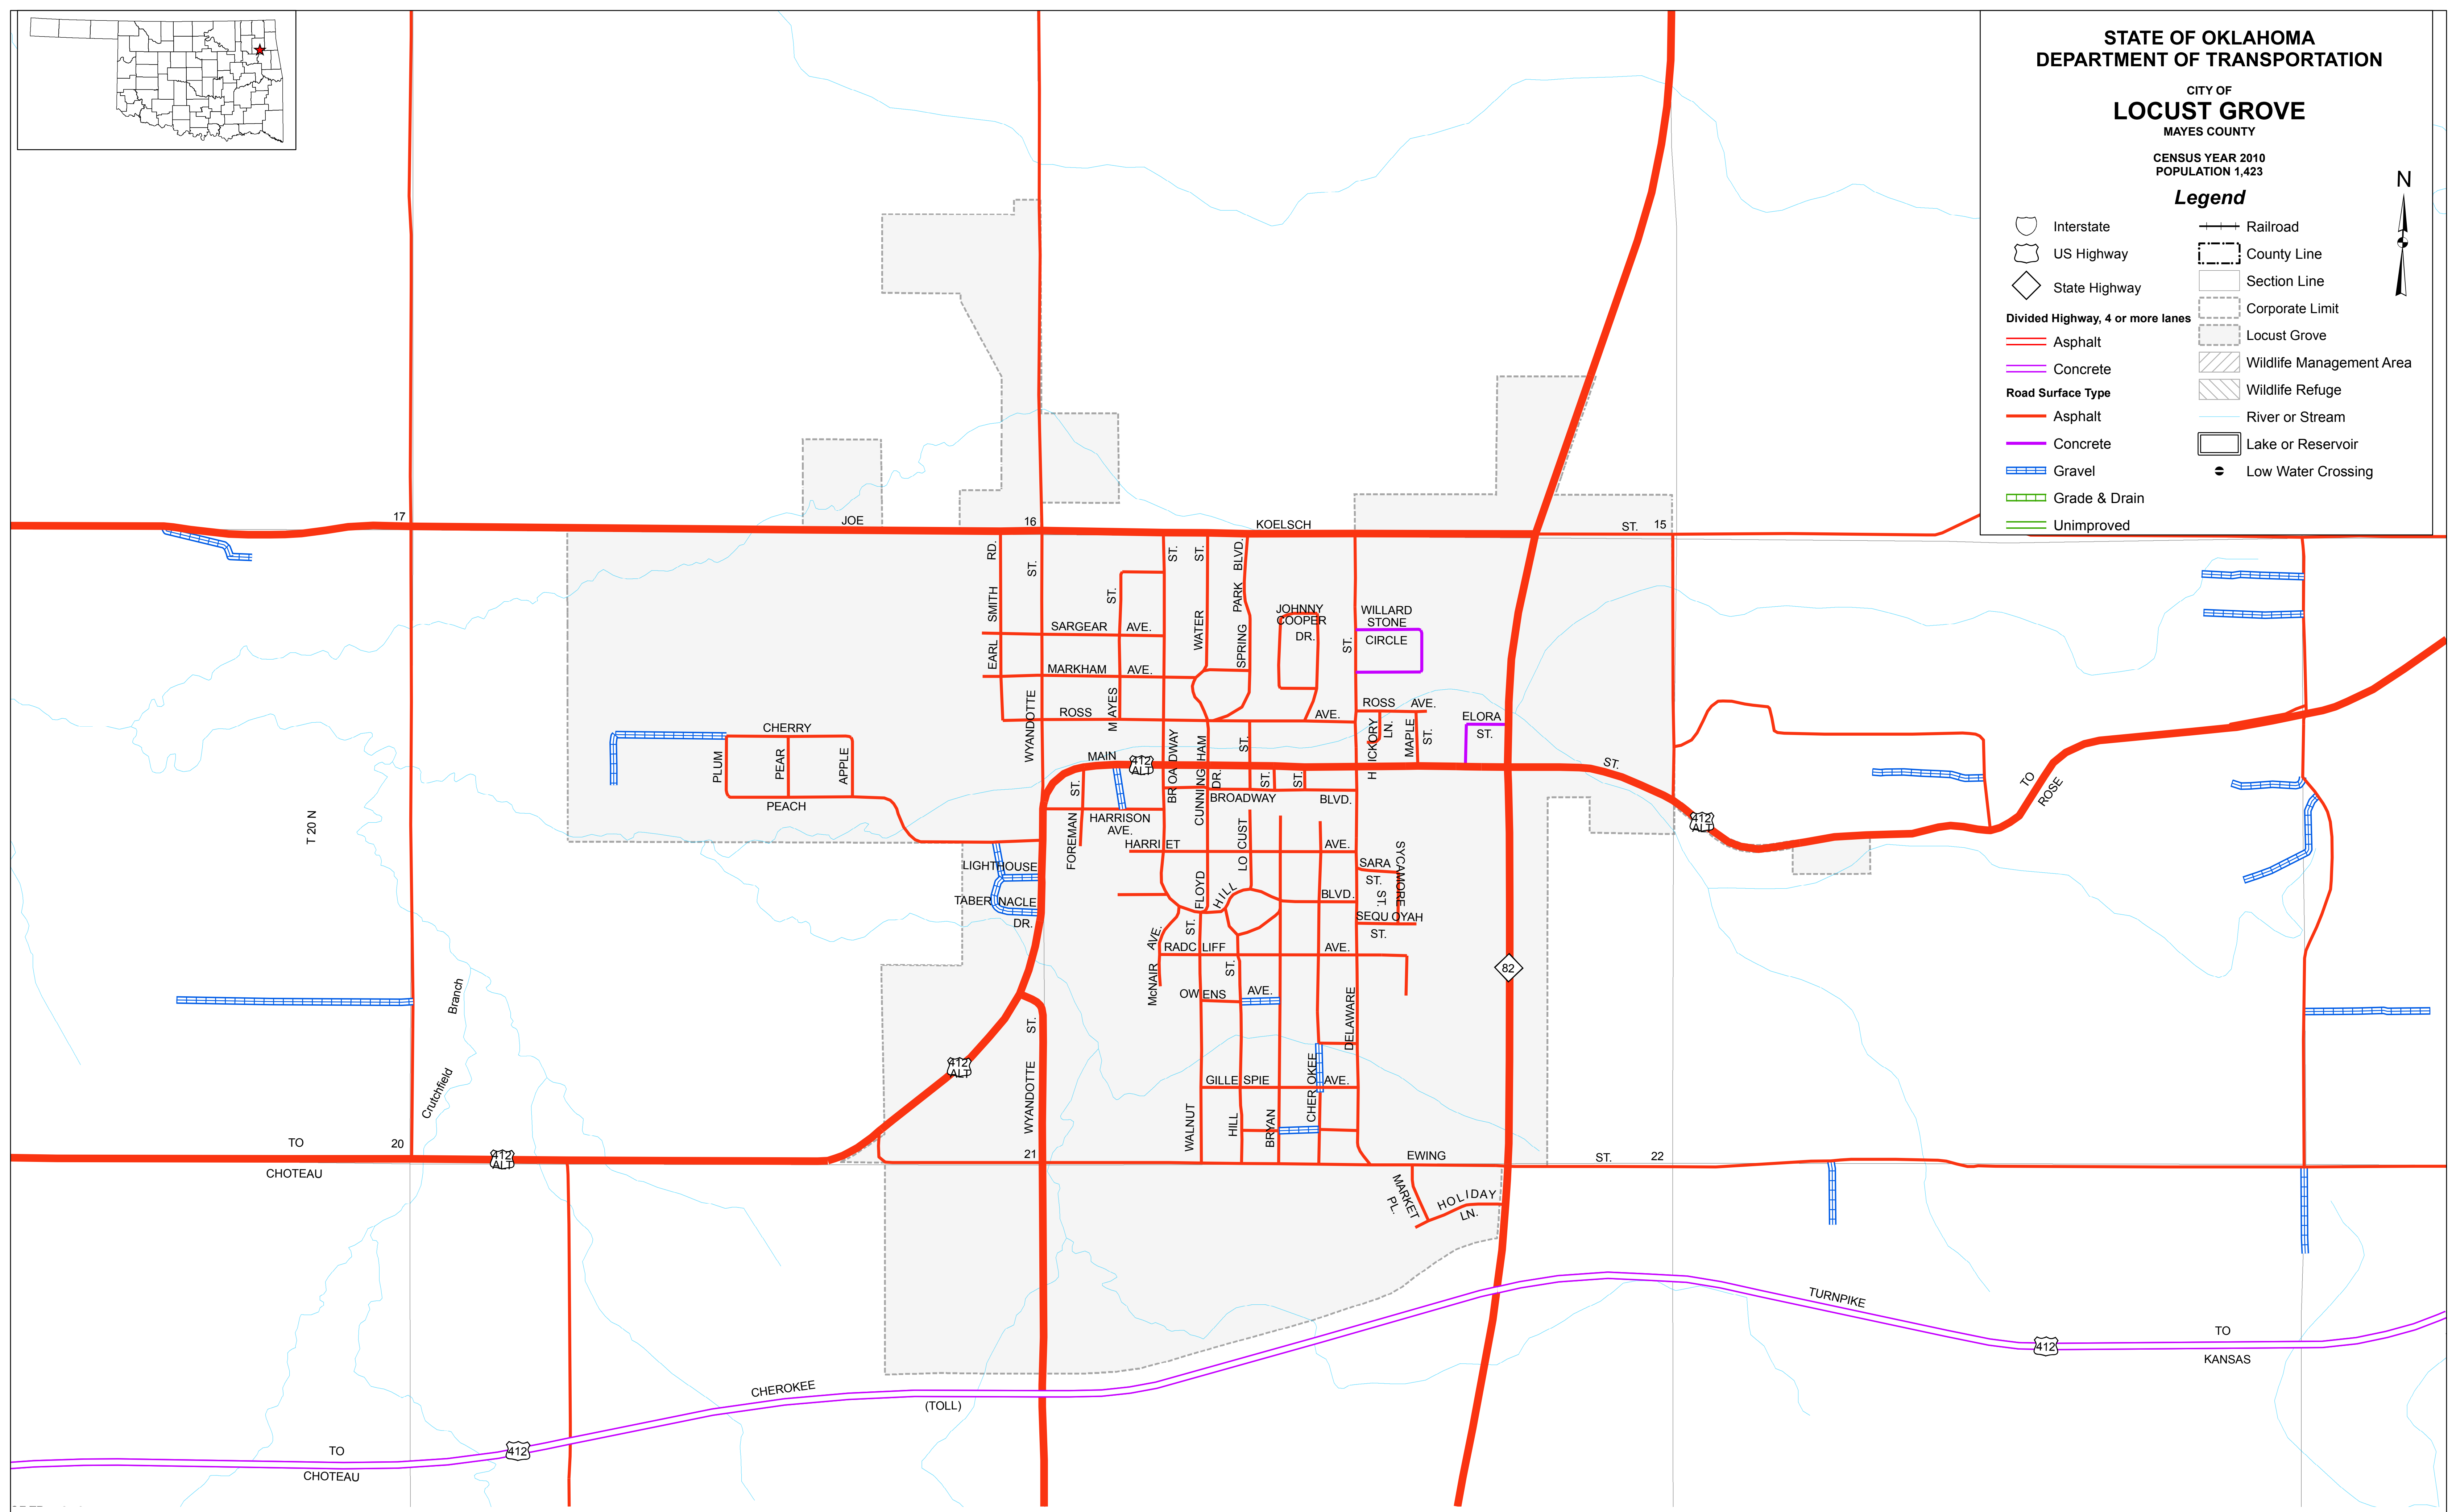 STATE OF OKLAHOMA
DEPARTMENT OF TRANSPORTATION
CITY OF
LOCUST GROVE
MAYES COUNTY
CENSUS YEAR 2010
POPULATION 1,423
N
Legend
Interstate
US Highway
State Highway
Divided Highway, 4 or more lanes
Asphalt
Concrete
Road Surface Type
Asphalt
Concrete
Gravel
Grade & Drain
Unimproved
Railroad
County Line
Section Line
Corporate Limit
Locust Grove
Wildlife Management Area
Wildlife Refuge
River or Stream
Lake or Reservoir
Low Water Crossing
17
JOE
16
KOELSCH
ST.
15
RD.
ST.
ST.
ST.
BLVD.
SMITH
ST.
PARK
JOHNNY
COOPER
DR.
WILLARD
STONE
CIRCLE
SARGEAR
AVE.
WATER
EARL
SPRING
ST.
MARKHAM
AVE.
WYANDOTTE
MAYES
ROSS
AVE.
ROSS
AVE.
ELORA
ST.
CHERRY
PLUM
PEAR
APPLE
PEACH
MAIN
412
ALT
BROADWAY
CUNNINGHAM
ST.
HICKORY
LN.
MAPLE
ST.
ST.
ST.
DR.
ST.
ST.
BROADWAY
BLVD.
TO
ROSE
412
ALT
T 20 N
FOREMAN
HARRISON
AVE.
HARRIET
LOCUST
AVE.
SARA
ST.
SYCAMORE
ST.
LIGHTHOUSE
TABERNACLE
DR.
FLOYD
HILL
BLVD.
SEQUOYAH
ST.
AVE.
ST.
RADCLIFF
AVE.
McNAIR
ST.
82
OWENS
AVE.
DELAWARE
Branch
Crutchfield
ST.
WYANDOTTE
412
ALT
GILLESPIE
AVE.
CHEROKEE
WALNUT
HILL
BRYAN
TO
20
CHOTEAU
412
ALT
21
EWING
ST.
22
MARKET
PL.
HOLIDAY
LN.
TURNPIKE
TO
412
KANSAS
CHEROKEE
(TOLL)
TO
412
CHOTEAU